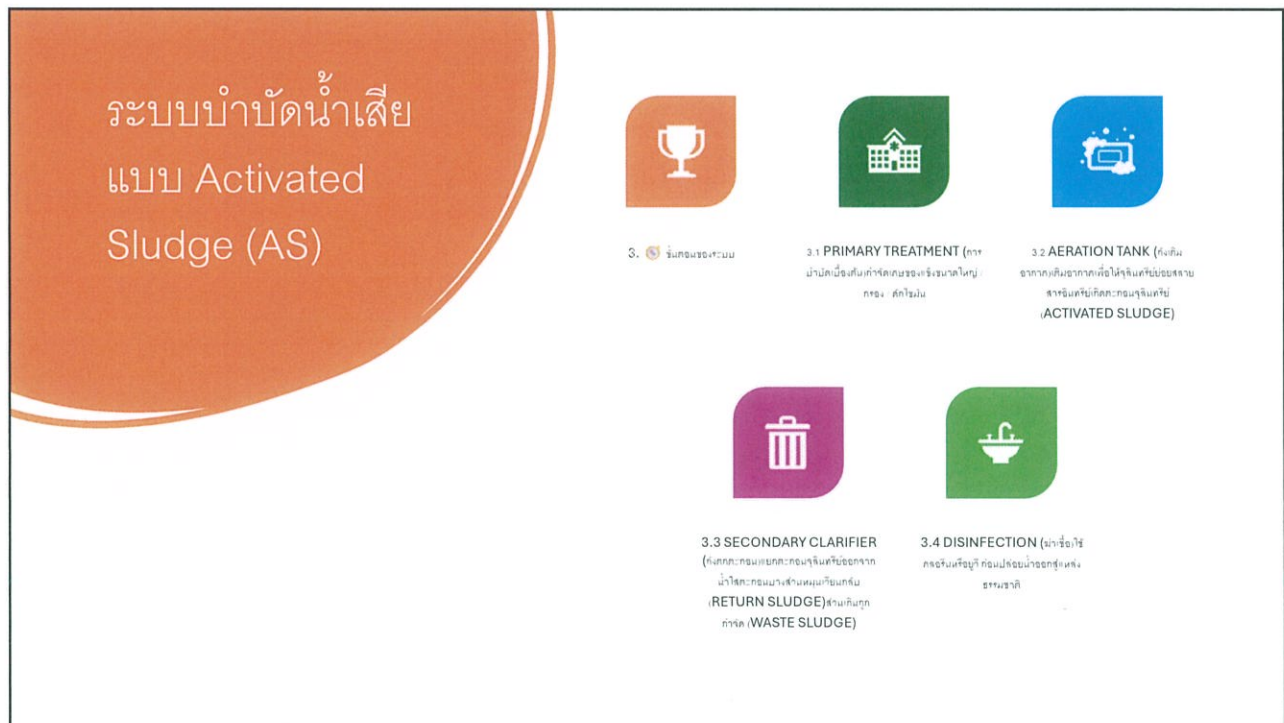 ระบบบำบัดน้ำเสีย
แบบ Activated
Sludge (AS)
3. ขั้นตอนของระบบ
3.1 PRIMARY TREATMENT (การ
บำบัดเบื้องต้น)กำจัดเศษของแข็งขนาดใหญ่ :
กรอง : ดักไขมัน
3.2 AERATION TANK (ถังเติม
อากาศ)เติมอากาศเพื่อให้จุลินทรีย์ย่อยสลาย
สารอินทรีย์เกิดตะกอนจุลินทรีย์
(ACTIVATED SLUDGE)
3.3 SECONDARY CLARIFIER
(ถังตกตะกอน)แยกตะกอนจุลินทรีย์ออกจาก
น้ำใสตะกอนบางส่วนหมุนเวียนกลับ
(RETURN SLUDGE)ส่วนเกินถูก
กำจัด (WASTE SLUDGE)
3.4 DISINFECTION (ฆ่าเชื้อ)ใช้
คลอรีนหรือยูวี ก่อนปล่อยน้ำออกสู่แหล่ง
ธรรมชาติ